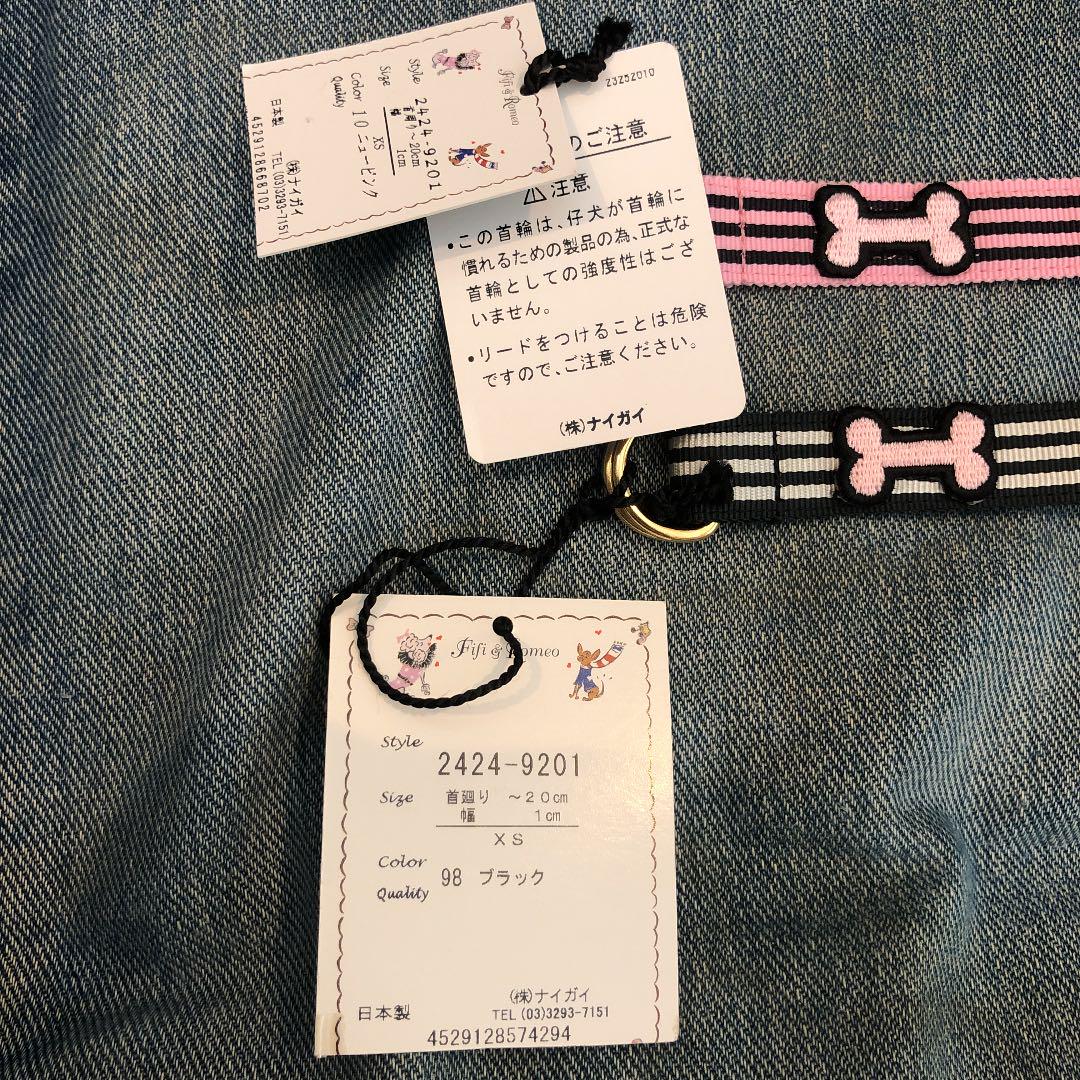 Fifi & Romeo
Style 2424-9201
Size 首廻り ～20cm
幅 1cm
XS
Color 10 ニューピンク
Quality
(株)ナイガイ
日本製 TEL (03)3293-7151
4529128668702
23252010
のご注意
⚠注意
•この首輪は、仔犬が首輪に
慣れるための製品の為、正式な
首輪としての強度性はござ
いません。
•リードをつけることは危険
ですので、ご注意ください。
(株)ナイガイ
Fifi & Romeo
Style 2424-9201
Size 首廻り ～20cm
幅 1cm
XS
Color 98 ブラック
Quality
(株)ナイガイ
日本製 TEL (03)3293-7151
4529128574294